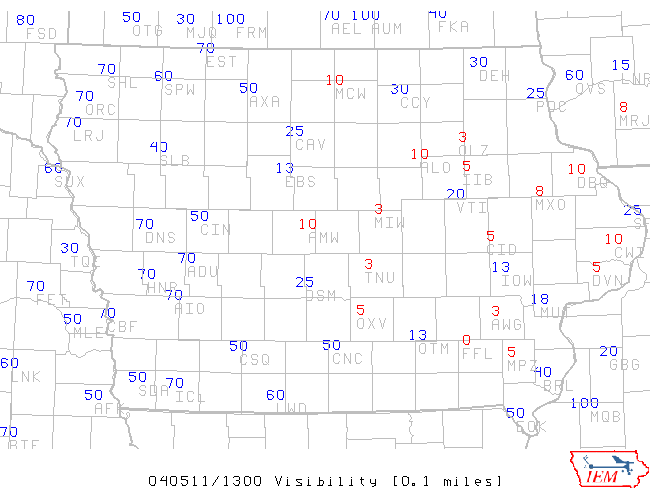 80 FSD
50 OTG
30 MJQ
100 FRM
70 AEL
100 AUM
40 FKA
70 EST
70 SHL
60 SPW
50 AXA
10 MCW
30 CCY
30 DEH
25 PDC
60 OVS
15 LNR
8 MRJ
70 ORC
70 LRJ
40 SLB
25 CAV
13 EBS
10 ALO
3 OLZ
5 IIB
10 DBQ
60 SUX
20 VTI
8 MXO
25
70 DNS
50 CIN
10 AMW
3 MIW
5 CID
10 CWI
30 TQE
70 HNR
70 ADU
3 TNU
13 IOW
5 DVN
70 FET
25 DSM
70 AIO
5 OXV
3 AWG
18 MUT
50 MLE
70 CBF
50 CSQ
50 CNC
13 OTM
0 FFL
5 MPZ
20 GBG
60 LNK
50 SDA
70 ICL
60 LWD
40 BRL
50 AFK
50 EOK
100 MQB
70 BIE
040511/1300 Visibility [0.1 miles]
IEM